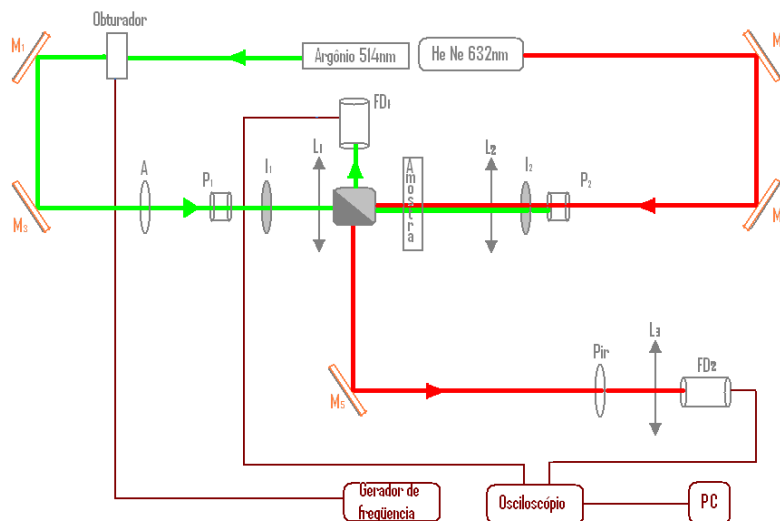 Obturador
M1
Argônio 514nm
He Ne 632nm
M
FD1
L1
L2
A
P1
I1
Amostra
I2
P2
M3
M
L3
Pir
FD2
M5
Gerador de
freqüencia
Osciloscópio
PC